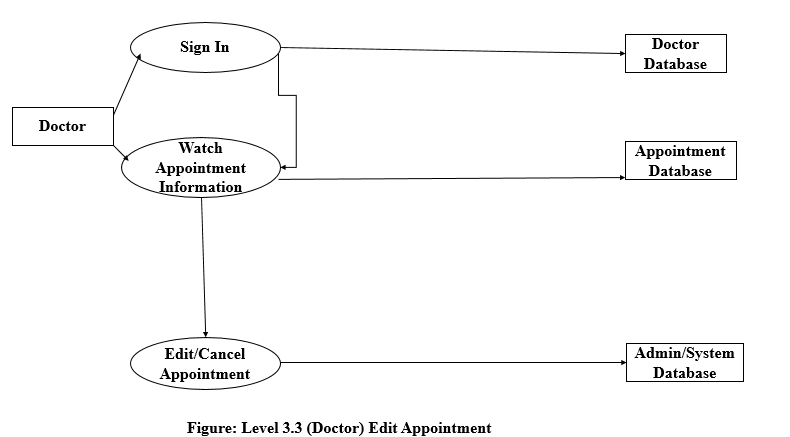 Sign In
Doctor
Database
Doctor
Watch
Appointment
Information
Appointment
Database
Edit/Cancel
Appointment
Admin/System
Database
Figure: Level 3.3 (Doctor) Edit Appointment